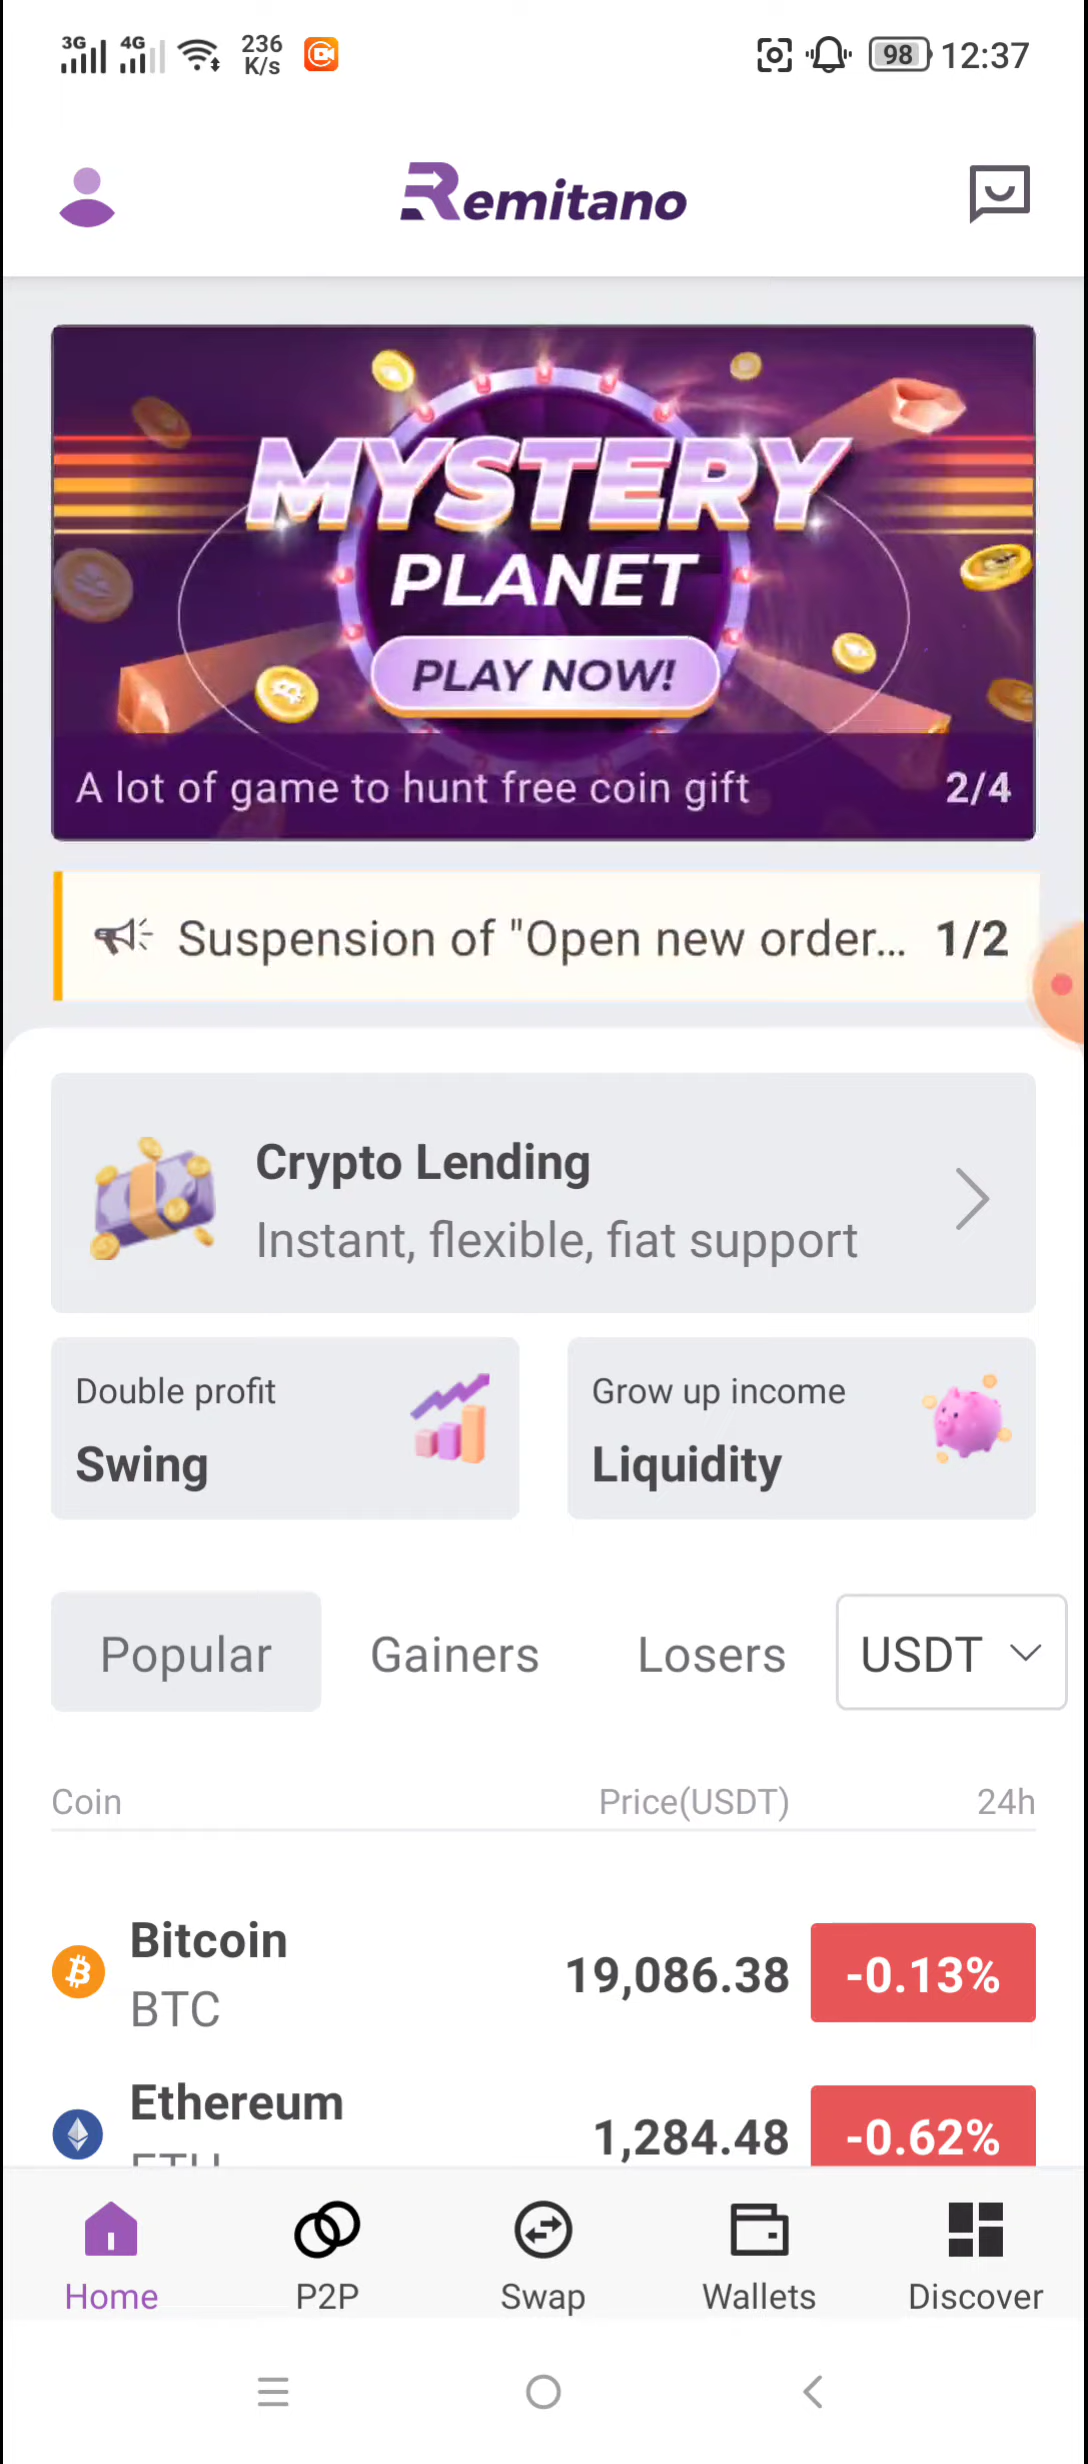 3G 4G 236 K/s 98 12:37
Remitano
MYSTERY
PLANET
PLAY NOW!
A lot of game to hunt free coin gift 2/4
Suspension of "Open new order... 1/2
Crypto Lending
Instant, flexible, fiat support
Double profit
Swing
Grow up income
Liquidity
Popular Gainers Losers USDT
Coin Price(USDT) 24h
Bitcoin
BTC
19,086.38 -0.13%
Ethereum
ETH
1,284.48 -0.62%
Home P2P Swap Wallets Discover